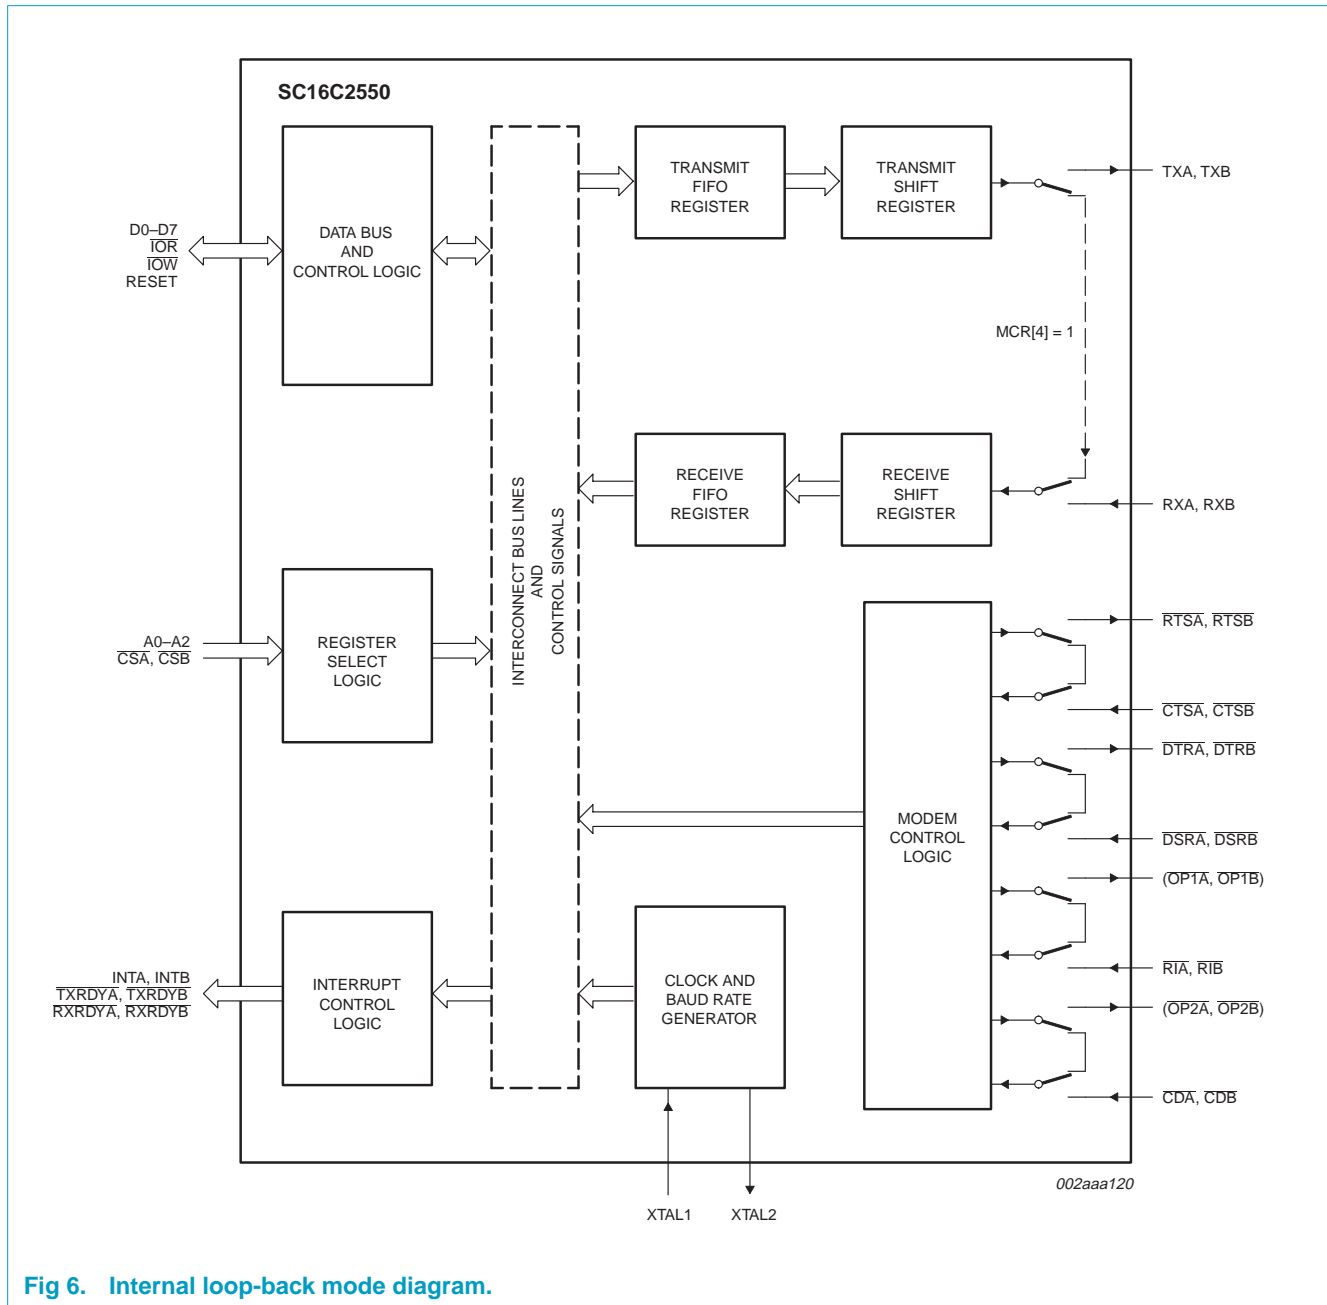 SC16C2550
D0–D7
IOR
IOW
RESET
DATA BUS
AND
CONTROL LOGIC
TRANSMIT
FIFO
REGISTER
TRANSMIT
SHIFT
REGISTER
TXA, TXB
MCR[4] = 1
RECEIVE
FIFO
REGISTER
RECEIVE
SHIFT
REGISTER
RXA, RXB
INTERCONNECT BUS LINES
AND
CONTROL SIGNALS
A0–A2
CSA, CSB
REGISTER
SELECT
LOGIC
MODEM
CONTROL
LOGIC
RTSA, RTSB
CTSA, CTSB
DTRA, DTRB
DSRA, DSRB
(OP1A, OP1B)
RIA, RIB
(OP2A, OP2B)
CDA, CDB
INTA, INTB
TXRDYA, TXRDYB
RXRDYA, RXRDYB
INTERRUPT
CONTROL
LOGIC
CLOCK AND
BAUD RATE
GENERATOR
XTAL1
XTAL2
002aaa120
Fig 6. Internal loop-back mode diagram.